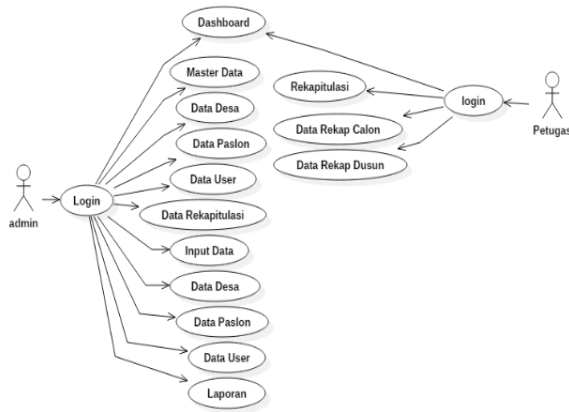 Dashboard
Master Data
Rekapitulasi
login
Data Desa
Petugas
Data Rekap Calon
Data Paslon
Data Rekap Dusun
Data User
Login
admin
Data Rekapitulasi
Input Data
Data Desa
Data Paslon
Data User
Laporan